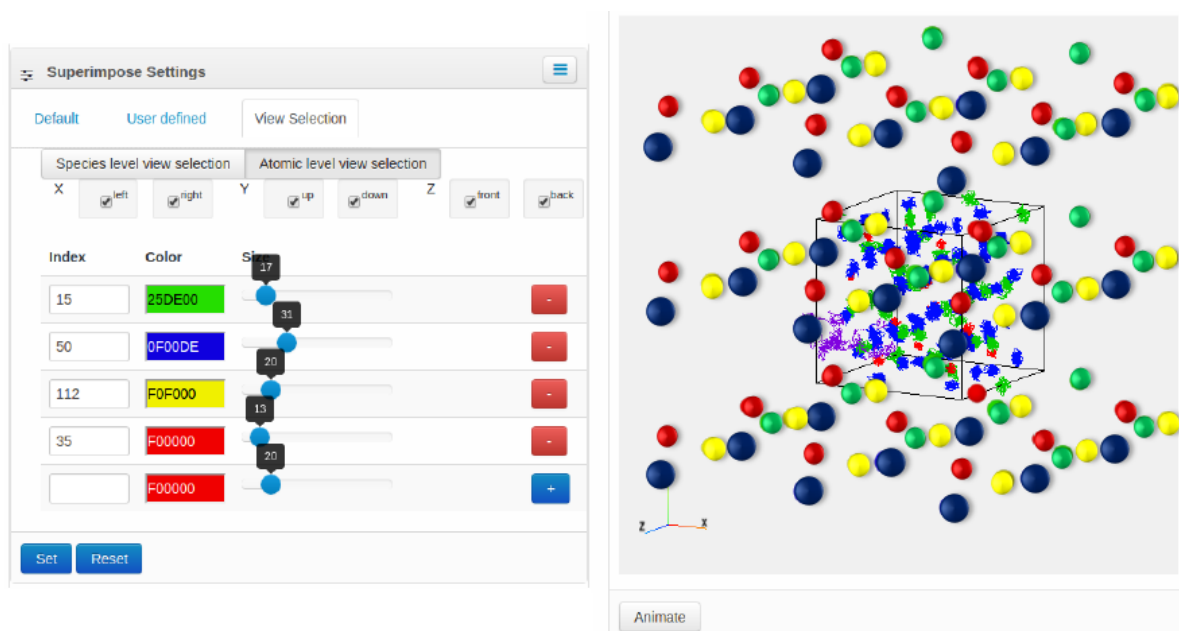 Superimpose Settings
Default User defined View Selection
Species level view selection Atomic level view selection
X left right Y up down Z front back
Index Color Size
17
15 25DE00 -
31
50 0F00DE -
20
112 F0F000 -
13
35 F00000 -
20
F00000 +
Set Reset
Z X
Animate